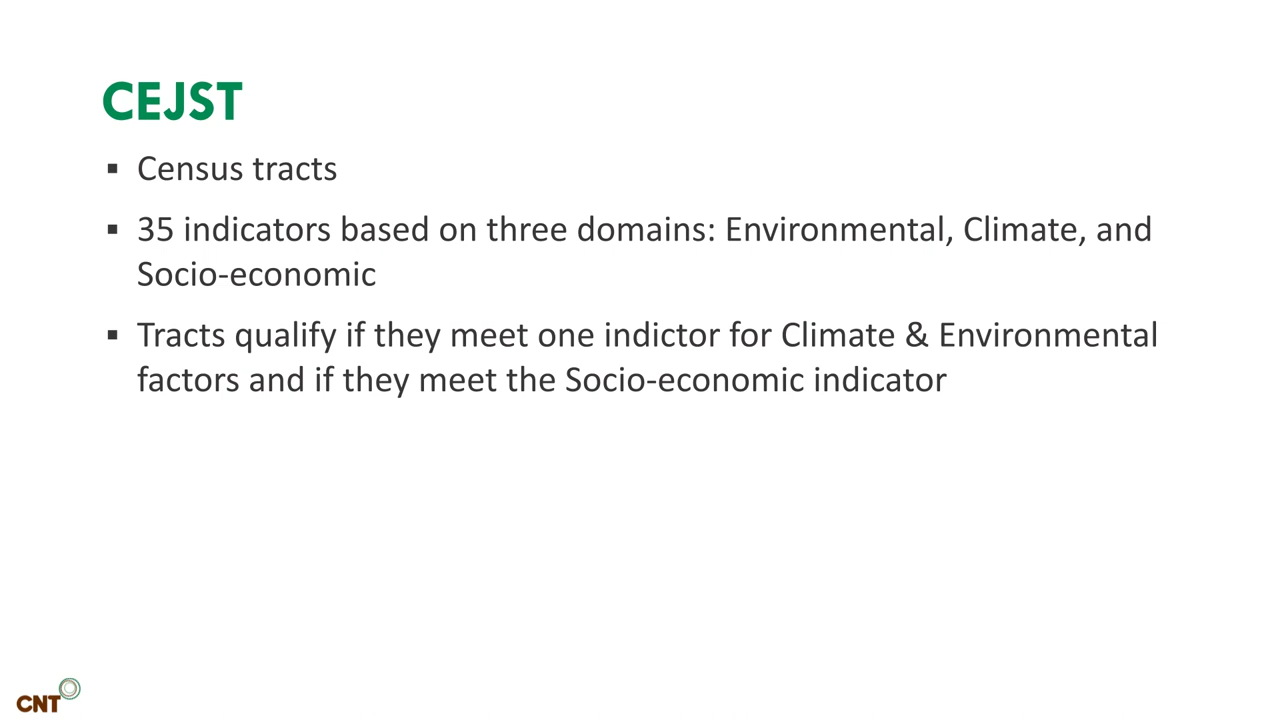 CEJST
▪ Census tracts
▪ 35 indicators based on three domains: Environmental, Climate, and
Socio-economic
▪ Tracts qualify if they meet one indictor for Climate & Environmental
factors and if they meet the Socio-economic indicator
CNT